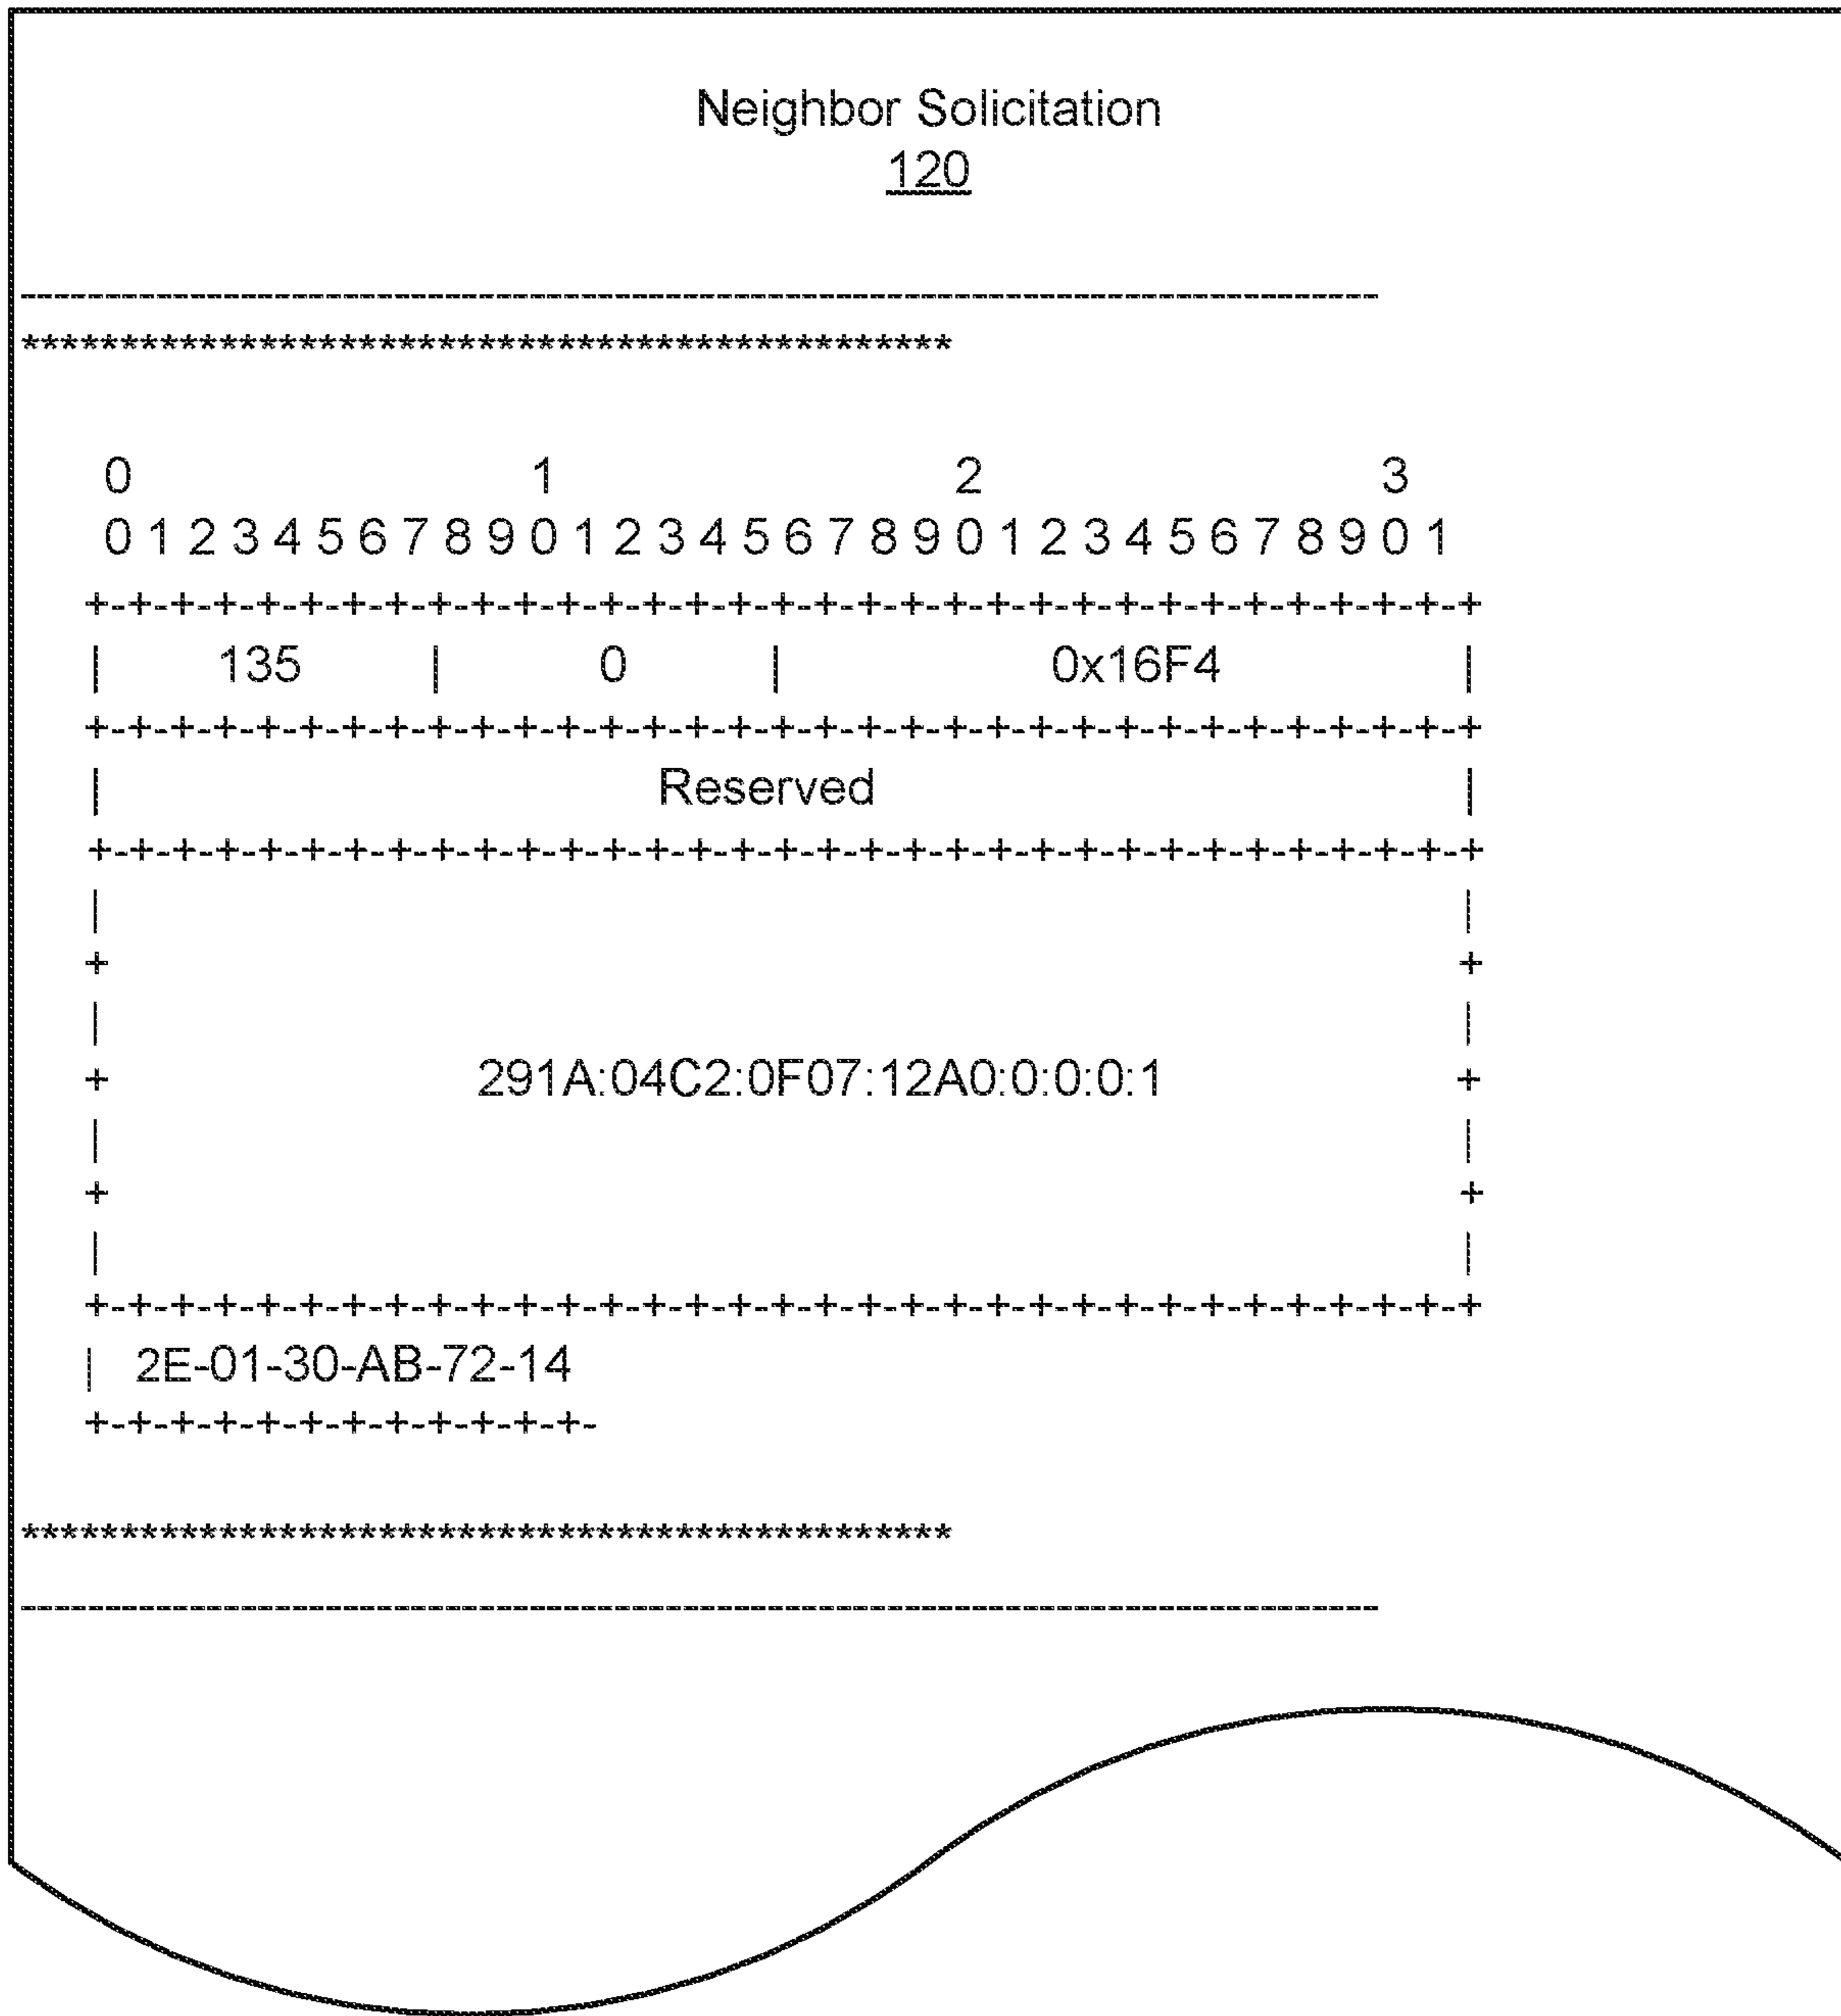 Neighbor Solicitation
120
--------------------------------------------------------------------------------
***********************************************
0 1 2 3
0 1 2 3 4 5 6 7 8 9 0 1 2 3 4 5 6 7 8 9 0 1 2 3 4 5 6 7 8 9 0 1
+-+-+-+-+-+-+-+-+-+-+-+-+-+-+-+-+-+-+-+-+-+-+-+-+-+-+-+-+-+-+-+-+
| 135 | 0 | 0x16F4 |
+-+-+-+-+-+-+-+-+-+-+-+-+-+-+-+-+-+-+-+-+-+-+-+-+-+-+-+-+-+-+-+-+
| Reserved |
+-+-+-+-+-+-+-+-+-+-+-+-+-+-+-+-+-+-+-+-+-+-+-+-+-+-+-+-+-+-+-+-+
| |
+ +
| |
+ 291A:04C2:0F07:12A0:0:0:0:1 +
| |
+ +
| |
+-+-+-+-+-+-+-+-+-+-+-+-+-+-+-+-+-+-+-+-+-+-+-+-+-+-+-+-+-+-+-+-+
| 2E-01-30-AB-72-14
+-+-+-+-+-+-+-+-+-+-+-+-
***********************************************
--------------------------------------------------------------------------------